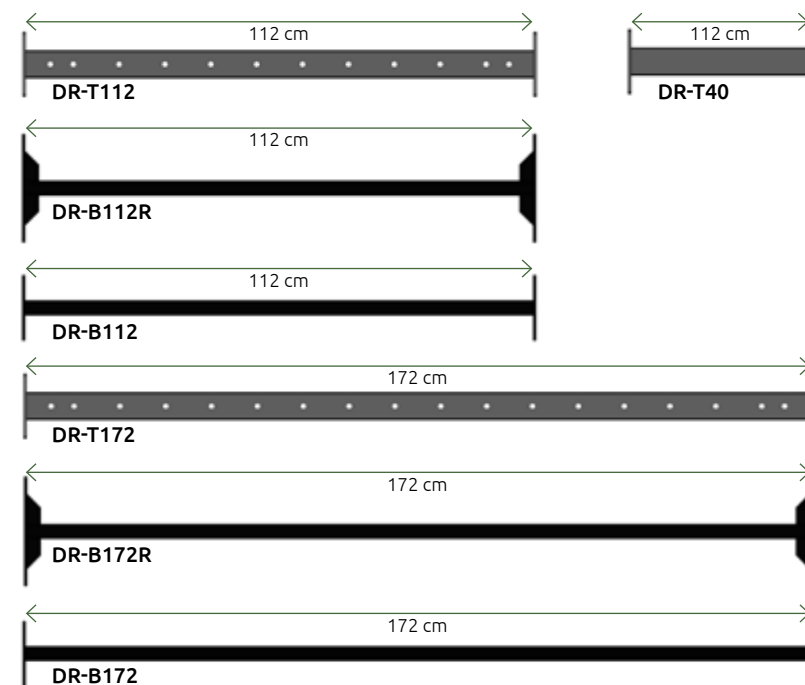 112 cm
DR-T112
112 cm
DR-T40
112 cm
DR-B112R
112 cm
DR-B112
172 cm
DR-T172
172 cm
DR-B172R
172 cm
DR-B172